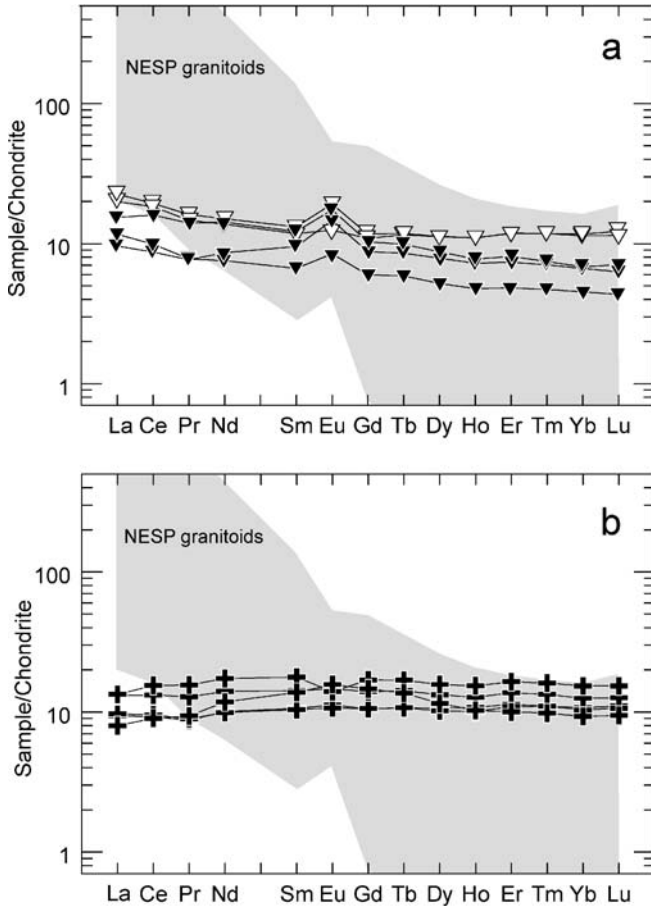 a
NESP granitoids
100
10
1
Sample/Chondrite
La Ce Pr Nd Sm Eu Gd Tb Dy Ho Er Tm Yb Lu
b
NESP granitoids
100
10
1
Sample/Chondrite
La Ce Pr Nd Sm Eu Gd Tb Dy Ho Er Tm Yb Lu